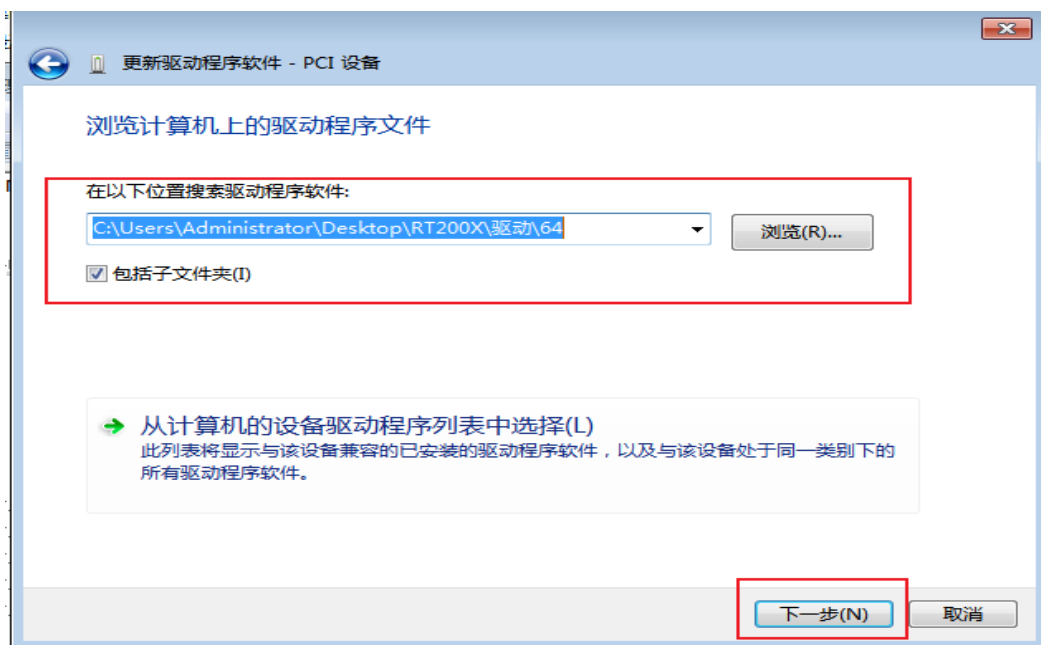 更新驱动程序软件 - PCI 设备
浏览计算机上的驱动程序文件
在以下位置搜索驱动程序软件:
C:\Users\Administrator\Desktop\RT200X\驱动\64
浏览(R)...
包括子文件夹(I)
从计算机的设备驱动程序列表中选择(L)
此列表将显示与该设备兼容的已安装的驱动程序软件，以及与该设备处于同一类别下的
所有驱动程序软件。
下一步(N)
取消